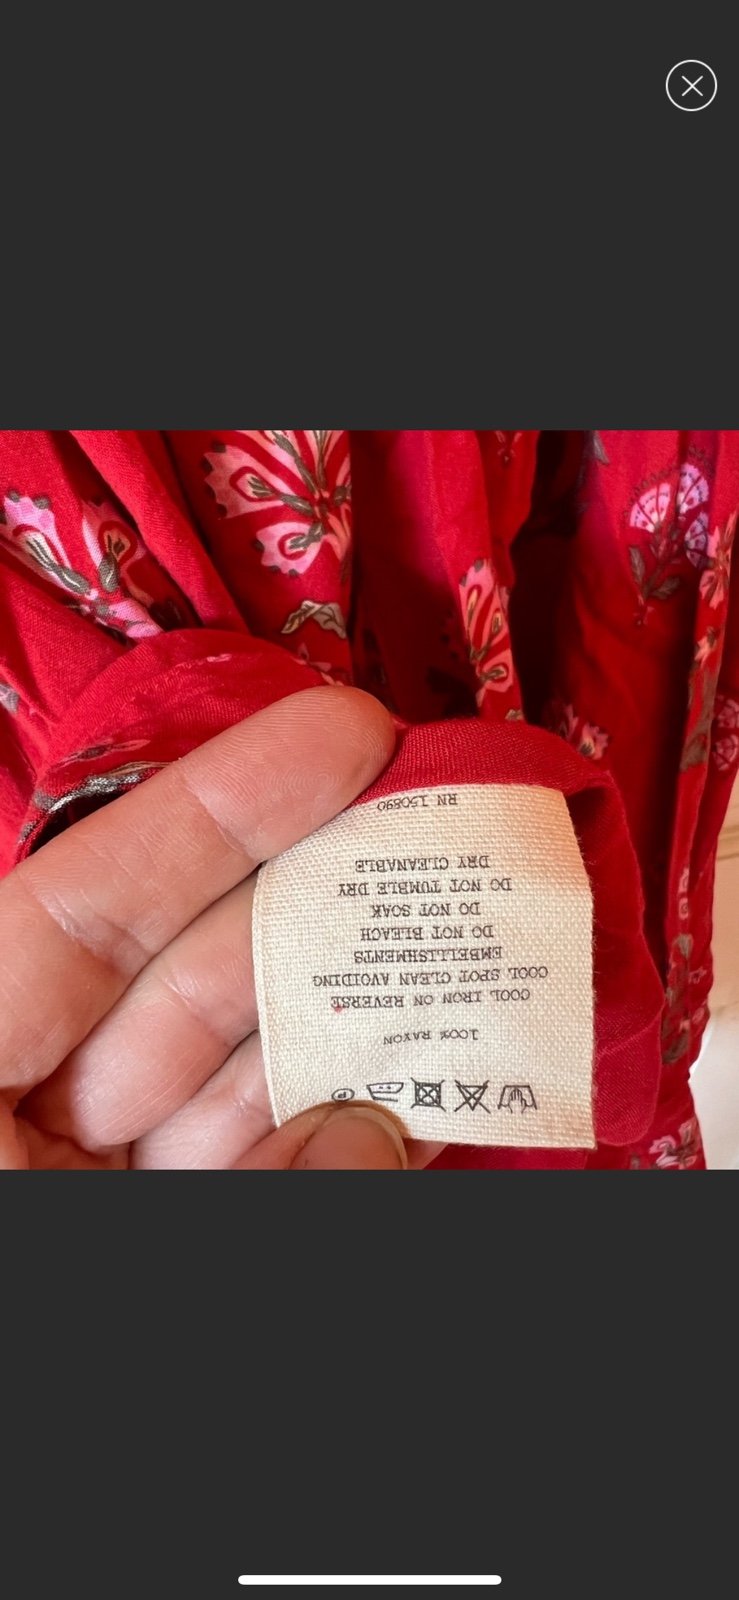 100% RAYON
COOL IRON ON REVERSE
COOL SPOT CLEAN AVOIDING
EMBELLISHMENTS
DO NOT BLEACH
DO NOT SOAK
DO NOT TUMBLE DRY
DRY CLEANABLE
RN 150890